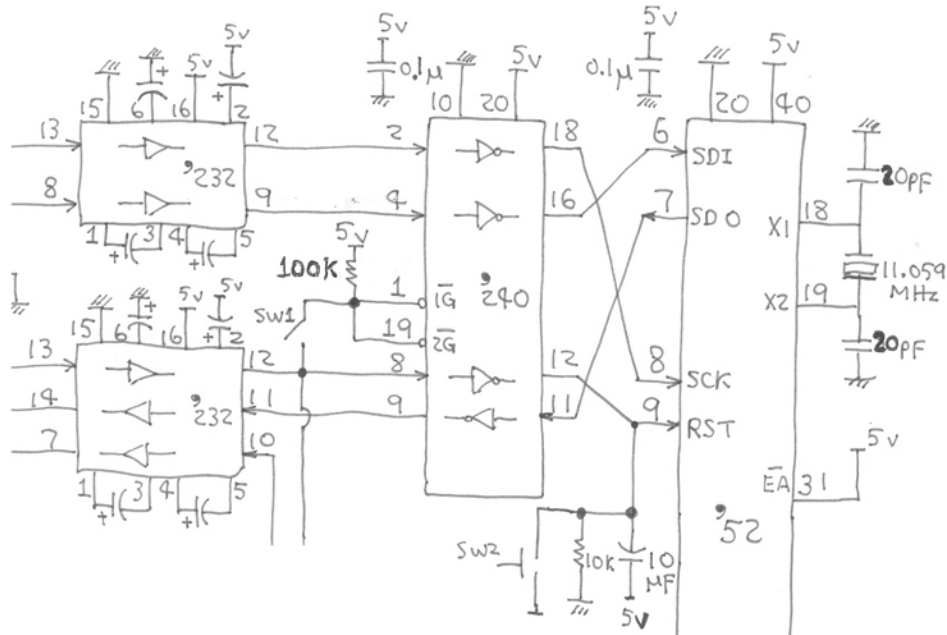 5v
5v
5v
5v
0.1μ
5v
0.1μ
5v
15
6
16
2
10
20
20
40
13
12
2
18
6
SDI
'232
20pF
8
9
4
16
7
SDO
18
X1
1
3
4
5
5v
100K
1
1G
'240
11.059
MHz
19
X2
5v
5v
SW1
19
2G
15
6
16
2
20pF
13
12
8
12
8
SCK
14
'232
11
9
11
9
RST
7
10
5v
EA
31
1
3
4
5
'52
SW2
10K
10
μF
5v